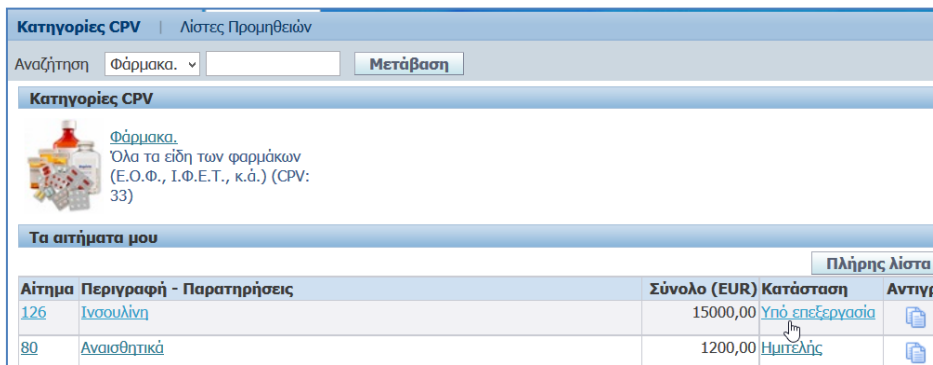 Κατηγορίες CPV | Λίστες Προμηθειών
Αναζήτηση Φάρμακα. Μετάβαση
Κατηγορίες CPV
Φάρμακα.
Όλα τα είδη των φαρμάκων
(Ε.Ο.Φ., Ι.Φ.Ε.Τ., κ.ά.) (CPV:
33)
Τα αιτήματα μου
Πλήρης λίστα
Αίτημα Περιγραφή - Παρατηρήσεις Σύνολο (EUR) Κατάσταση Αντιγρ
126 Ινσουλίνη 15000,00 Υπό επεξεργασία
80 Αναισθητικά 1200,00 Ημιτελής